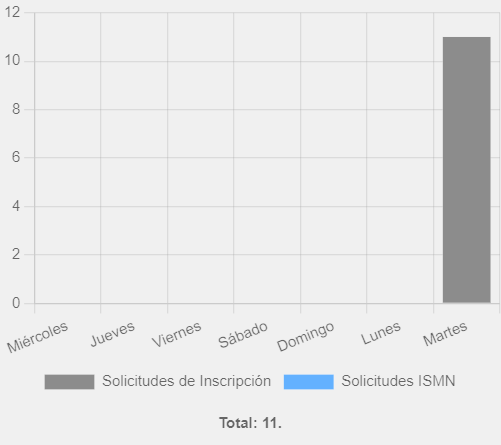 12
10
8
6
4
2
0
Miércoles Jueves Viernes Sábado Domingo Lunes Martes
Solicitudes de Inscripción Solicitudes ISMN
Total: 11.